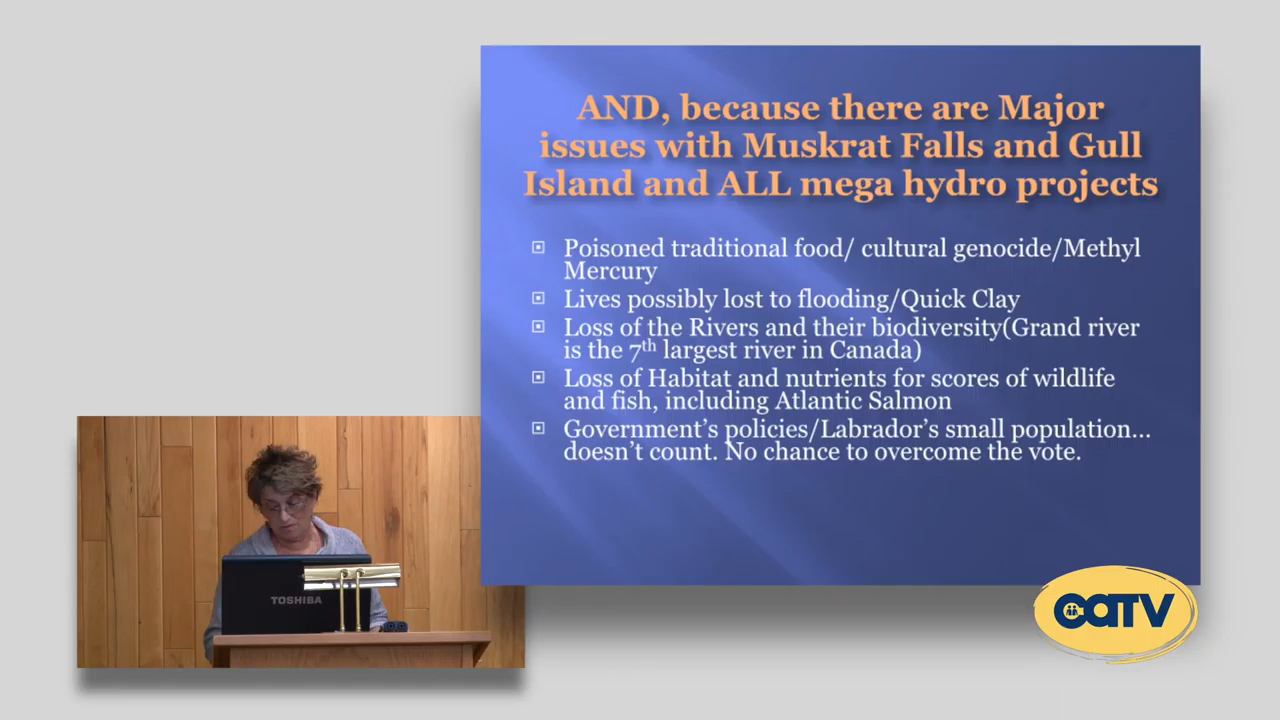 AND, because there are Major
issues with Muskrat Falls and Gull
Island and ALL mega hydro projects
Poisoned traditional food/ cultural genocide/Methyl
Mercury
Lives possibly lost to flooding/Quick Clay
Loss of the Rivers and their biodiversity(Grand river
is the 7th largest river in Canada)
Loss of Habitat and nutrients for scores of wildlife
and fish, including Atlantic Salmon
Government's policies/Labrador's small population...
doesn't count. No chance to overcome the vote.
TOSHIBA
CATV